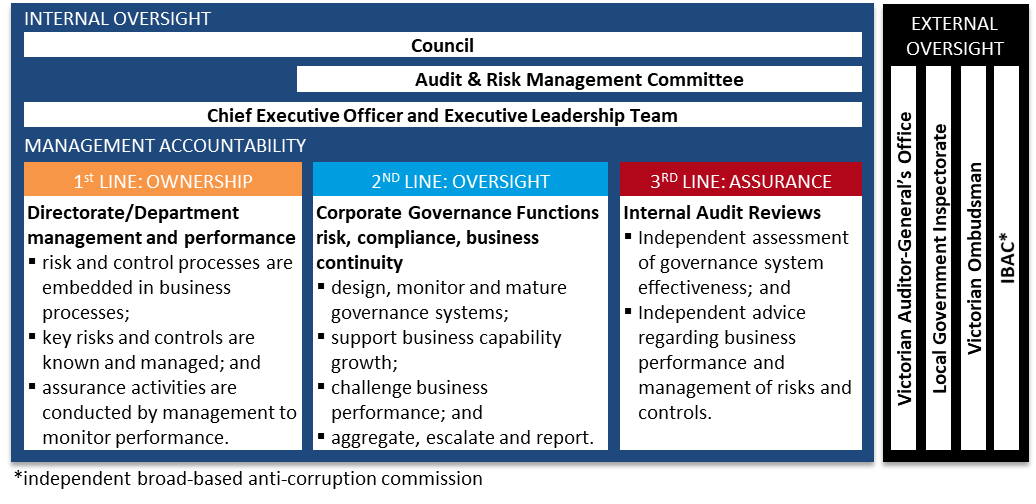 INTERNAL OVERSIGHT
Council
Audit & Risk Management Committee
Chief Executive Officer and Executive Leadership Team
MANAGEMENT ACCOUNTABILITY
1st LINE: OWNERSHIP
Directorate/Department
management and performance
▪ risk and control processes are
embedded in business
processes;
▪ key risks and controls are
known and managed; and
▪ assurance activities are
conducted by management to
monitor performance.
2ND LINE: OVERSIGHT
Corporate Governance Functions
risk, compliance, business
continuity
▪ design, monitor and mature
governance systems;
▪ support business capability
growth;
▪ challenge business
performance; and
▪ aggregate, escalate and report.
3RD LINE: ASSURANCE
Internal Audit Reviews
▪ Independent assessment
of governance system
effectiveness; and
▪ Independent advice
regarding business
performance and
management of risks and
controls.
EXTERNAL
OVERSIGHT
Victorian Auditor-General's Office
Local Government Inspectorate
Victorian Ombudsman
IBAC*
*independent broad-based anti-corruption commission